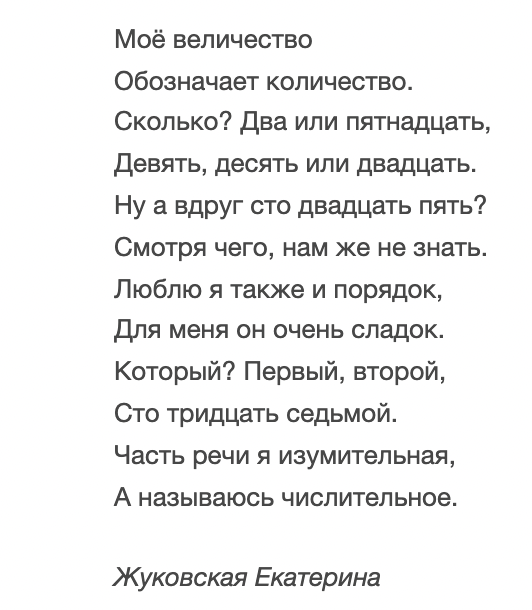 Моё величество
Обозначает количество.
Сколько? Два или пятнадцать,
Девять, десять или двадцать.
Ну а вдруг сто двадцать пять?
Смотря чего, нам же не знать.
Люблю я также и порядок,
Для меня он очень сладок.
Который? Первый, второй,
Сто тридцать седьмой.
Часть речи я изумительная,
А называюсь числительное.
Жуковская Екатерина